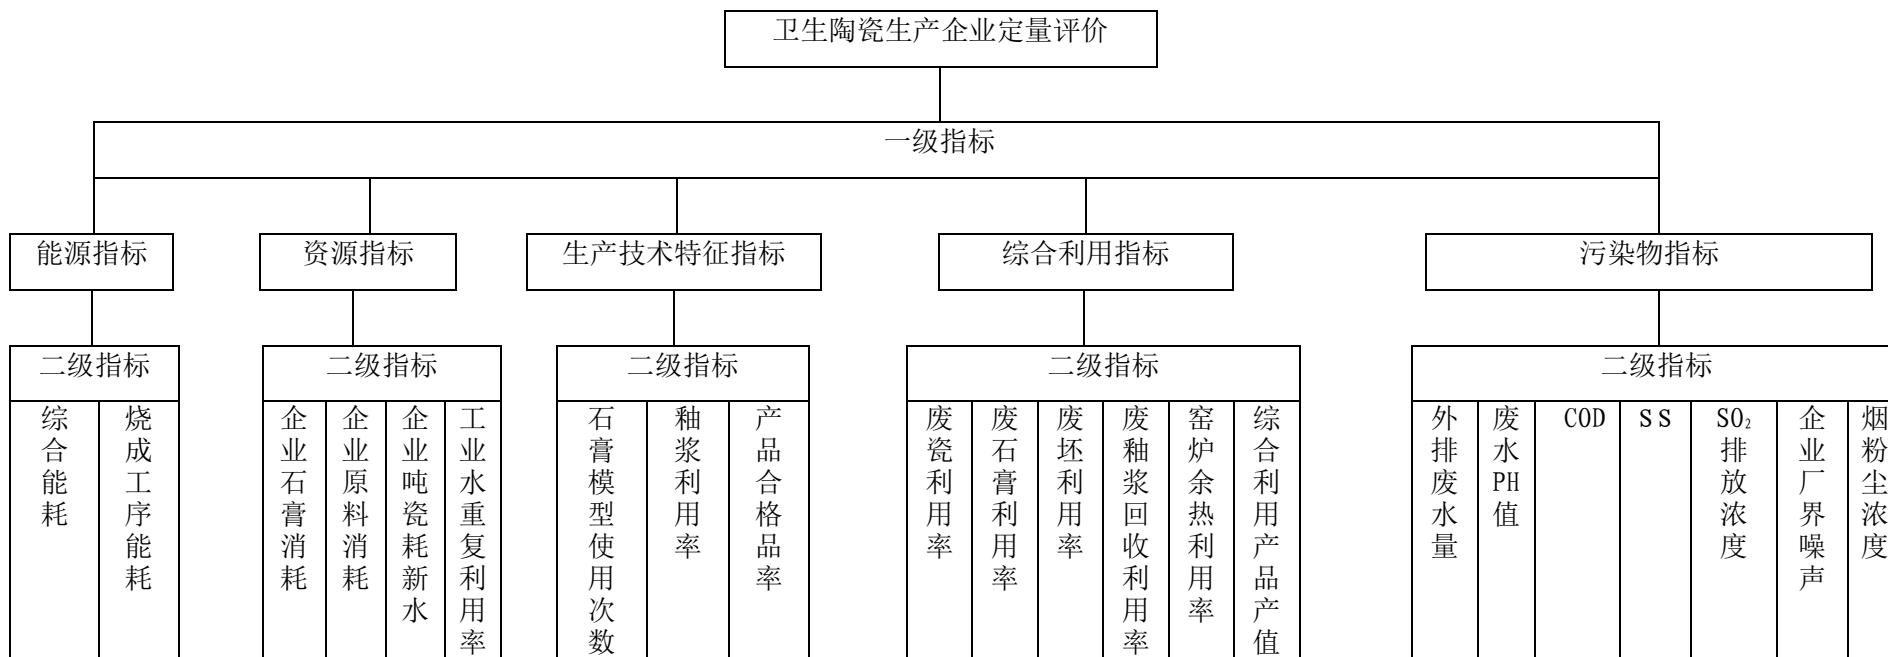 卫生陶瓷生产企业定量评价
一级指标
能源指标
资源指标
生产技术特征指标
综合利用指标
污染物指标
二级指标
二级指标
二级指标
二级指标
二级指标
综合能耗
烧成工序能耗
企业石膏消耗
企业原料消耗
企业吨瓷耗新水
工业水重复利用率
石膏模型使用次数
釉浆利用率
产品合格品率
废瓷利用率
废石膏利用率
废坯利用率
废釉浆回收利用率
窑炉余热利用率
综合利用产品产值
外排废水量
废水PH值
COD
SS
SO₂排放浓度
企业厂界噪声
烟粉尘浓度